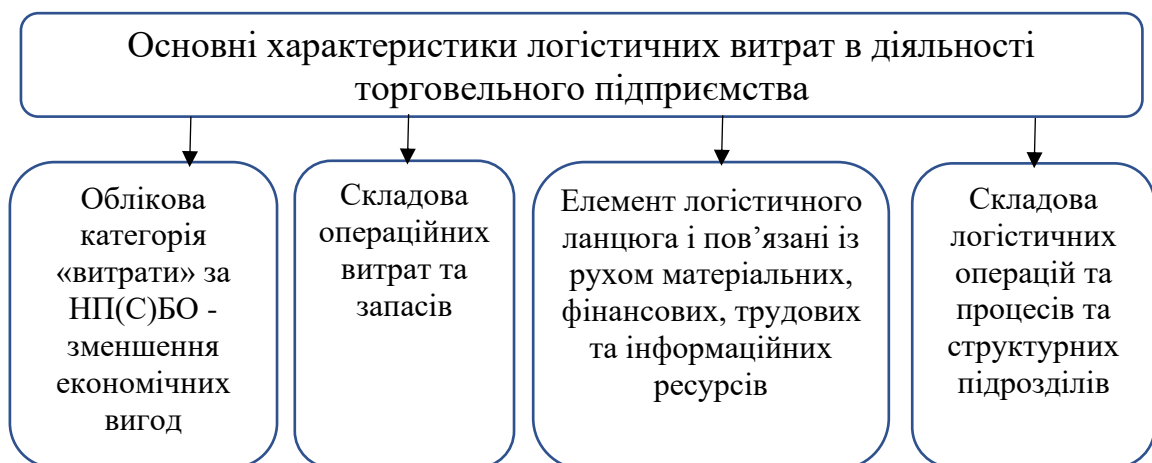 Основні характеристики логістичних витрат в діяльності
торговельного підприємства
Облікова
категорія
«витрати» за
НП(С)БО -
зменшення
економічних
вигод
Складова
операційних
витрат та
запасів
Елемент логістичного
ланцюга і пов’язані із
рухом матеріальних,
фінансових, трудових
та інформаційних
ресурсів
Складова
логістичних
операцій та
процесів та
структурних
підрозділів